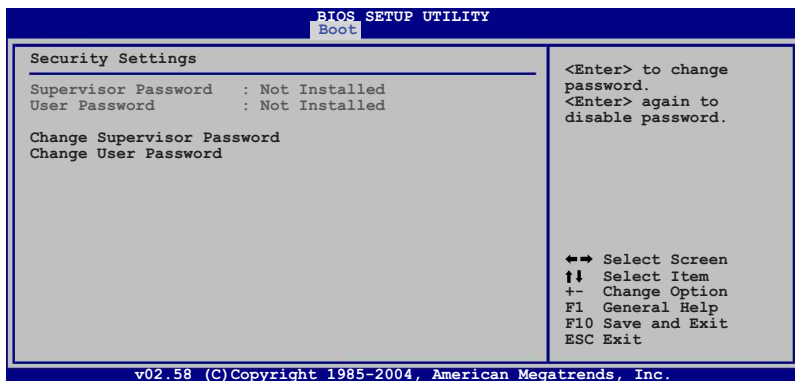 BIOS SETUP UTILITY
Boot
Security Settings
Supervisor Password : Not Installed
User Password : Not Installed
Change Supervisor Password
Change User Password
<Enter> to change
password.
<Enter> again to
disable password.
←→ Select Screen
↑↓ Select Item
+- Change Option
F1 General Help
F10 Save and Exit
ESC Exit
v02.58 (C)Copyright 1985-2004, American Megatrends, Inc.